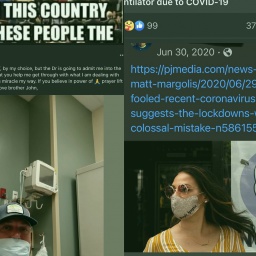 THIS COUNTRY
HESE PEOPLE THE
, by my choice, but the Dr is going to admit me into the
at you help me get through with what I am dealing with
miracle my way. If you believe in power of 🙏 prayer lift
ove brother John,
ntilator due to COVID-19
99
37
Jun 30, 2020 ·
https://pjmedia.com/news-
matt-margolis/2020/06/29
fooled-recent-coronavirus
suggests-the-lockdowns-
colossal-mistake-n586155